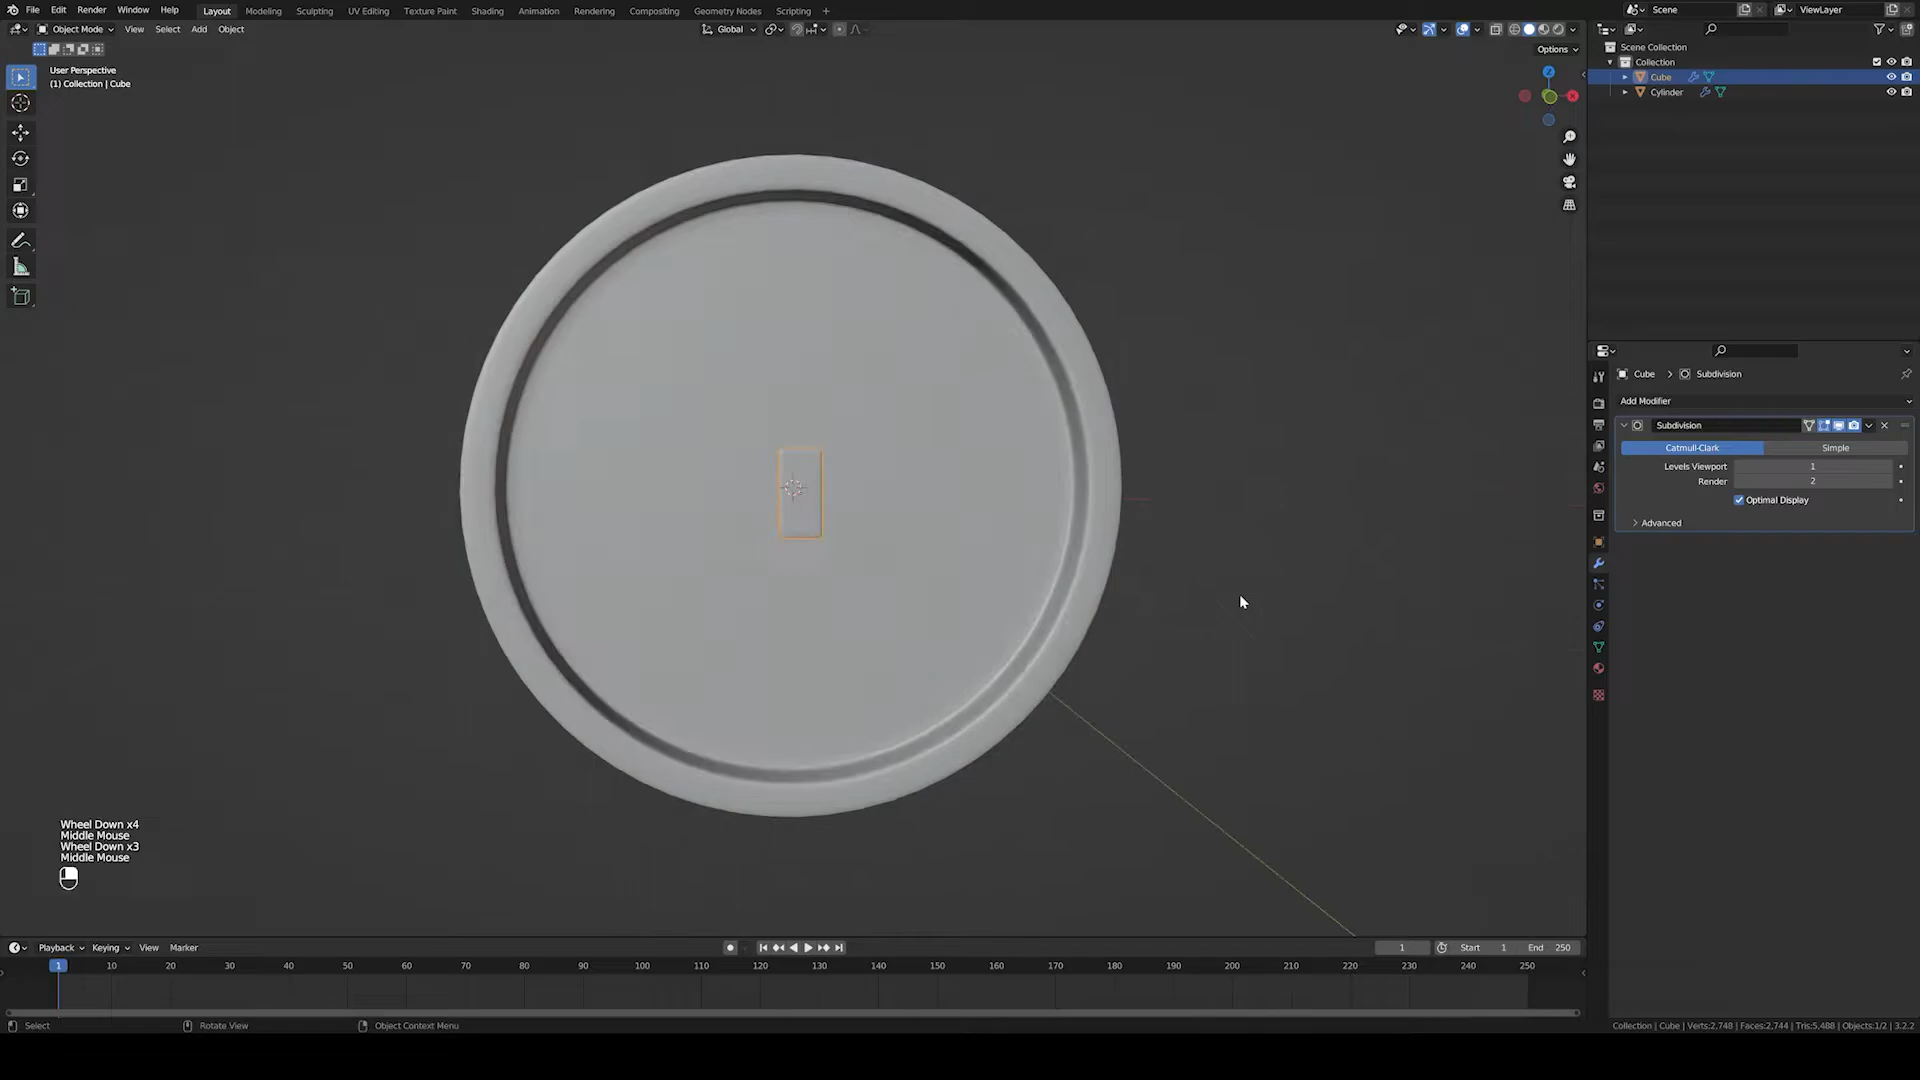 File Edit Render Window Help Layout Modeling Sculpting UV Editing Texture Paint Shading Animation Rendering Compositing Geometry Nodes Scripting + Scene ViewLayer
Object Mode View Select Add Object Global
Options
User Perspective
(1) Collection | Cube
Scene Collection
Collection
Cube
Cylinder
Z
X
Cube > Subdivision
Add Modifier
Subdivision
Catmull-Clark Simple
Levels Viewport 1
Render 2
Optimal Display
Advanced
Wheel Down x4
Middle Mouse
Wheel Down x3
Middle Mouse
Playback Keying View Marker 1 Start 1 End 250
1 10 20 30 40 50 60 70 80 90 100 110 120 130 140 150 160 170 180 190 200 210 220 230 240 250
Select Rotate View Object Context Menu Collection | Cube | Verts:2,748 | Faces:2,744 | Tris:5,488 | Objects:1/2 | 3.2.2